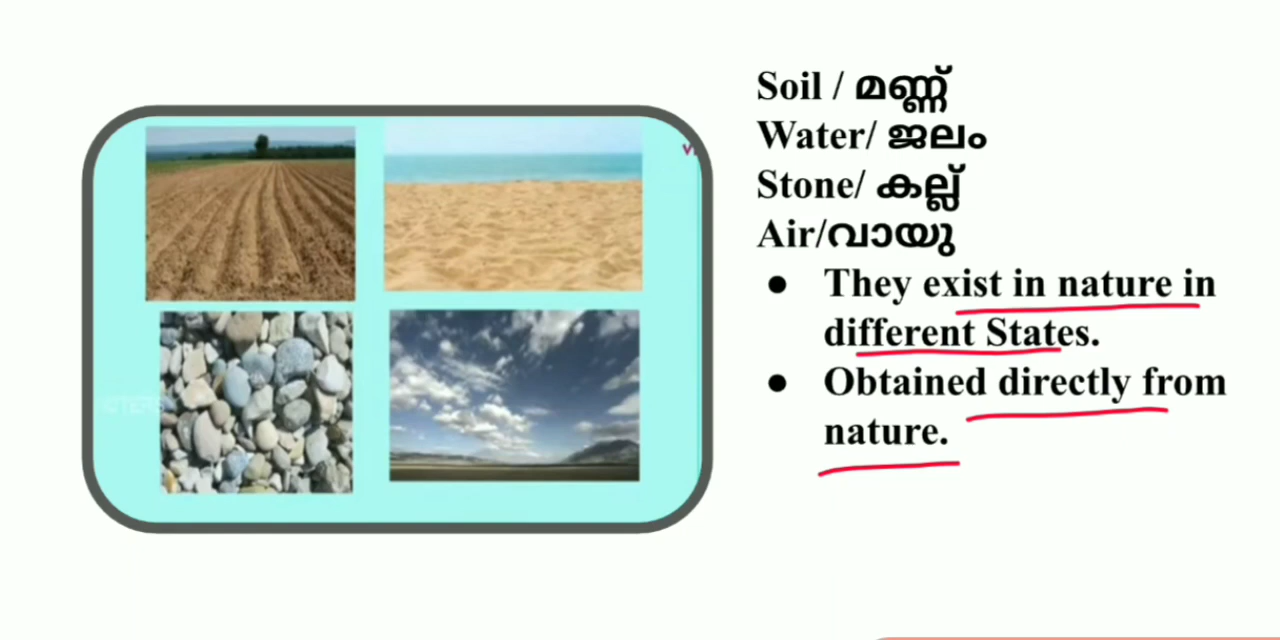 Soil / മണ്ണ്
Water/ ജലം
Stone/ കല്ല്
Air/വായു
● They exist in nature in
different States.
● Obtained directly from
nature.